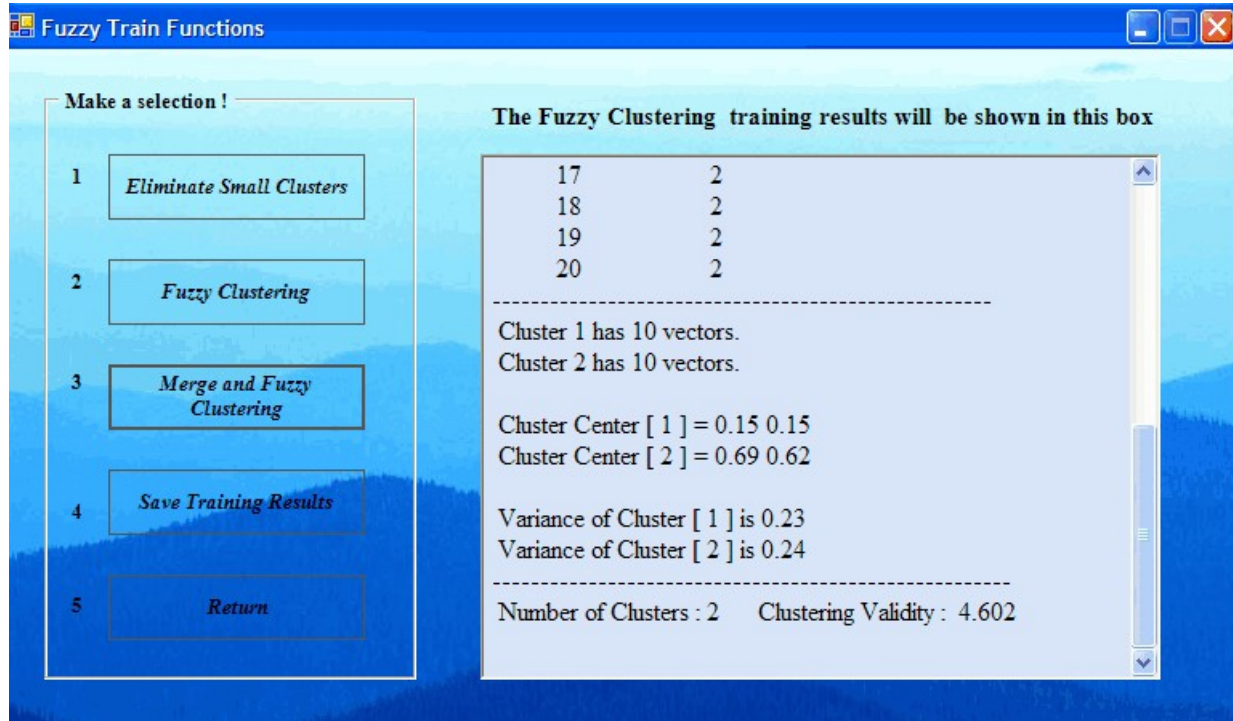 Fuzzy Train Functions
Make a selection !
1 Eliminate Small Clusters
2 Fuzzy Clustering
3 Merge and Fuzzy
Clustering
4 Save Training Results
5 Return
The Fuzzy Clustering training results will be shown in this box
17 2
18 2
19 2
20 2
-----------------------------------------------------
Cluster 1 has 10 vectors.
Cluster 2 has 10 vectors.
Cluster Center [ 1 ] = 0.15 0.15
Cluster Center [ 2 ] = 0.69 0.62
Variance of Cluster [ 1 ] is 0.23
Variance of Cluster [ 2 ] is 0.24
-------------------------------------------------------
Number of Clusters : 2 Clustering Validity : 4.602